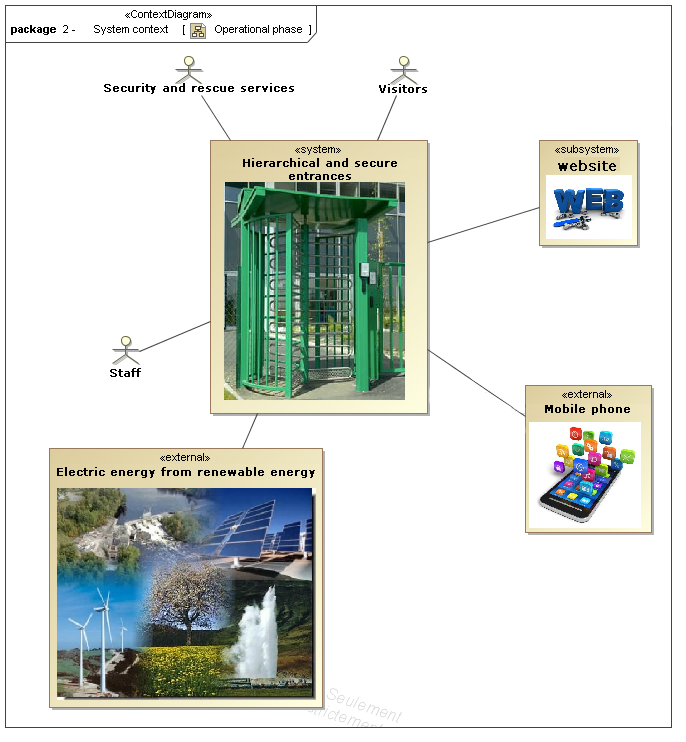 «ContextDiagram»
package 2 - System context [ Operational phase ]
Security and rescue services
Visitors
«system»
Hierarchical and secure
entrances
«subsystem»
website
WEB
Staff
«external»
Mobile phone
«external»
Electric energy from renewable energy
Seulement